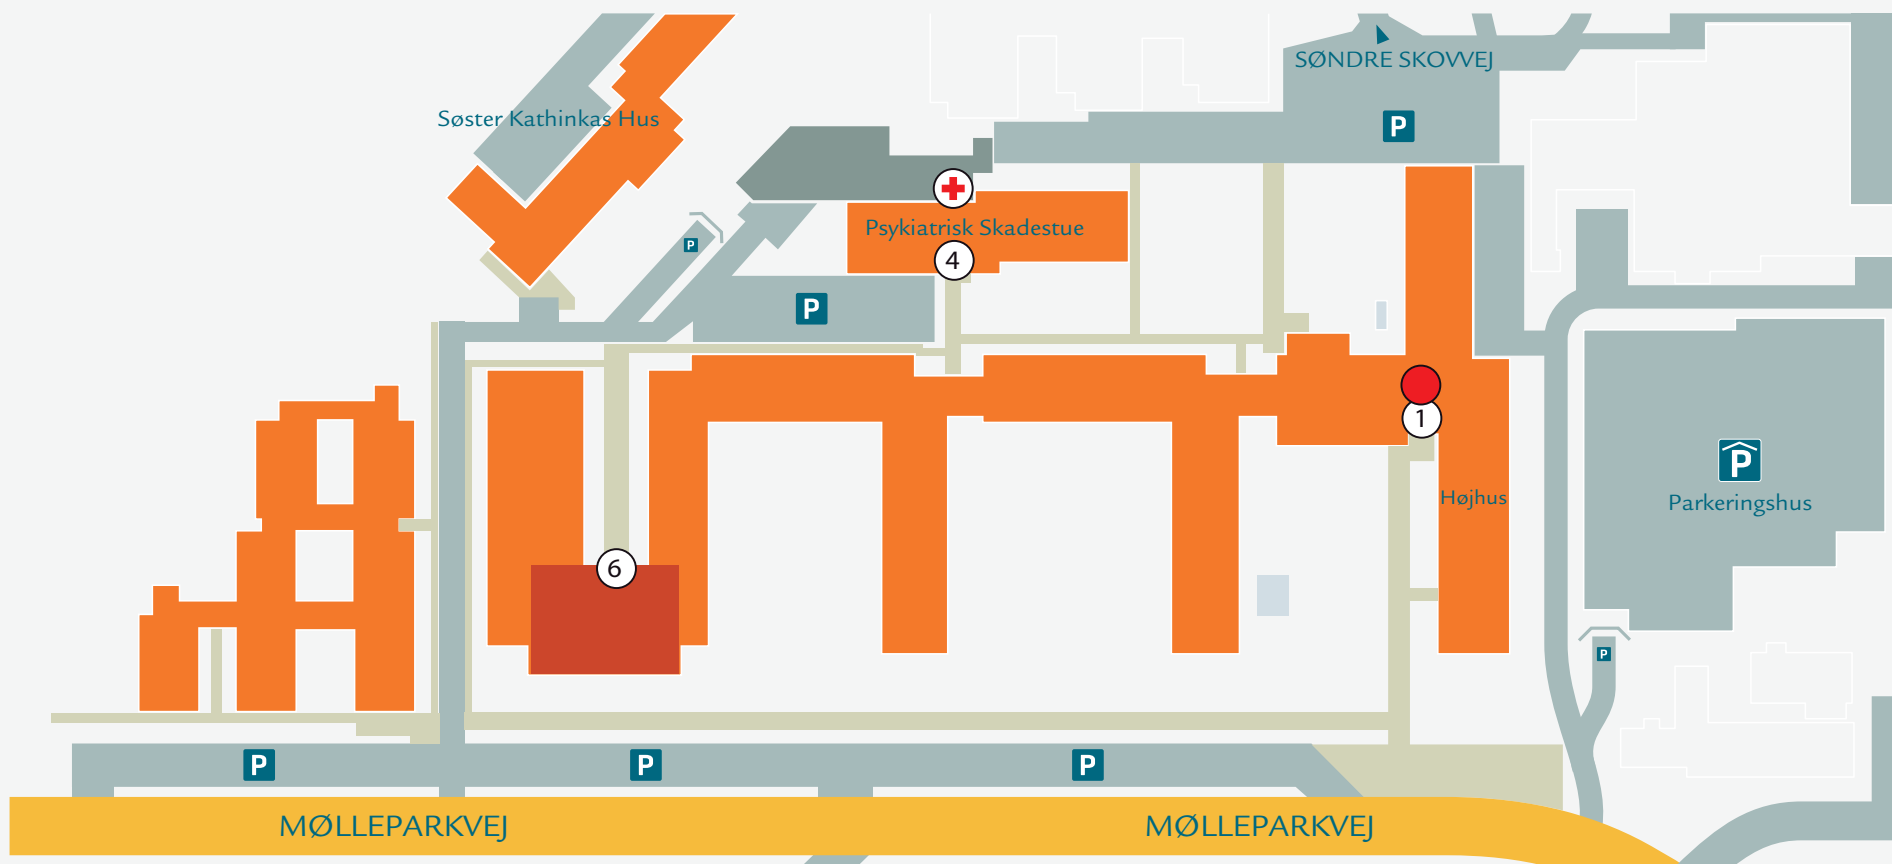 SØNDRE SKOVVEJ
Søster Kathinkas Hus
P
Psykiatrisk Skadestue
P
4
P
1
P
Højhus
Parkeringshus
6
P
P
P
P
MØLLEPARKVEJ
MØLLEPARKVEJ